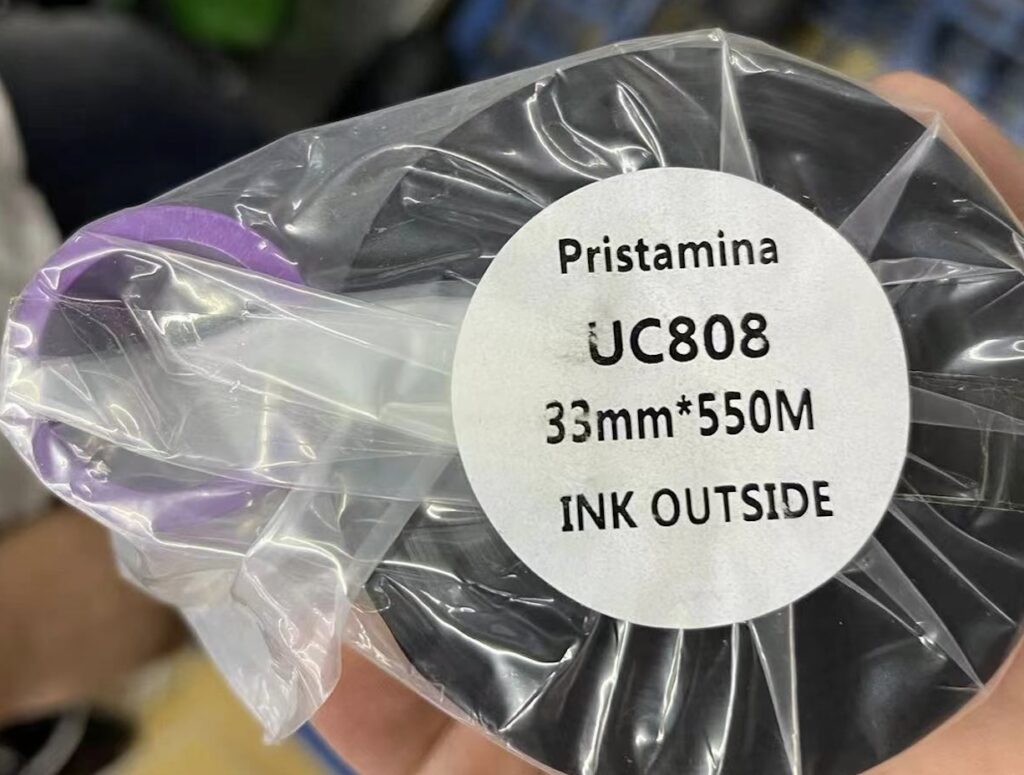 Pristamina
UC808
33mm*550M
INK OUTSIDE